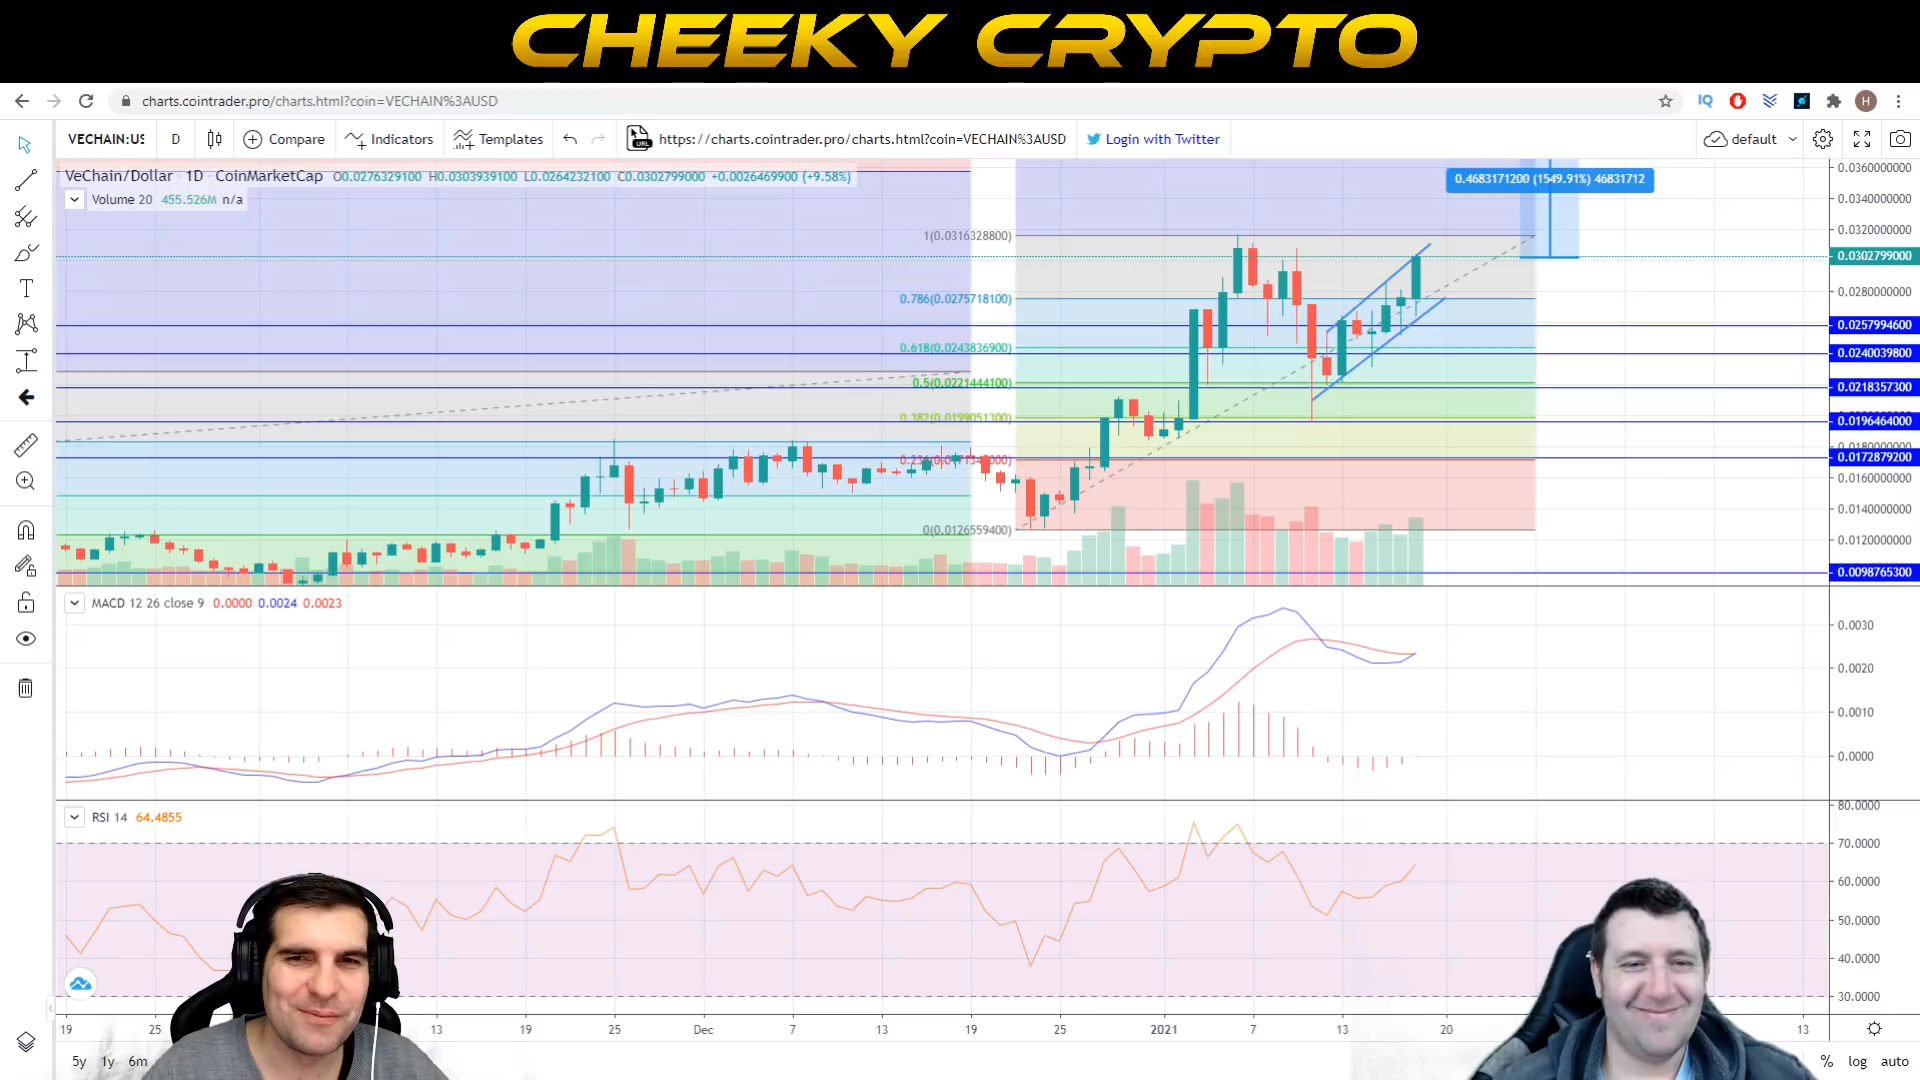 CHEEKY CRYPTO
charts.cointrader.pro/charts.html?coin=VECHAIN%3AUSD
IQ
H
VECHAIN:US D Compare Indicators Templates URL https://charts.cointrader.pro/charts.html?coin=VECHAIN%3AUSD Login with Twitter default
VeChain/Dollar 1D CoinMarketCap O0.0276329100 H0.0303939100 L0.0264232100 C0.0302799000 +0.0026469900 (+9.58%)
Volume 20 455.526M n/a
0.4683171200 (1549.91%) 46831712
1(0.0316328800)
0.786(0.0275718100)
0.618(0.0243836900)
0.5(0.0221444100)
0.382(0.0199051300)
0(0.0126559400)
0.0360000000
0.0340000000
0.0320000000
0.0302799000
0.0280000000
0.0257994600
0.0240039800
0.0218357300
0.0196464000
0.0180000000
0.0172879200
0.0160000000
0.0140000000
0.0120000000
0.0098765300
MACD 12 26 close 9 0.0000 0.0024 0.0023
0.0030
0.0020
0.0010
0.0000
RSI 14 64.4855
80.0000
70.0000
60.0000
50.0000
40.0000
30.0000
19 25 13 19 25 Dec 7 13 19 25 2021 7 13 20 13
5y 1y 6m % log auto